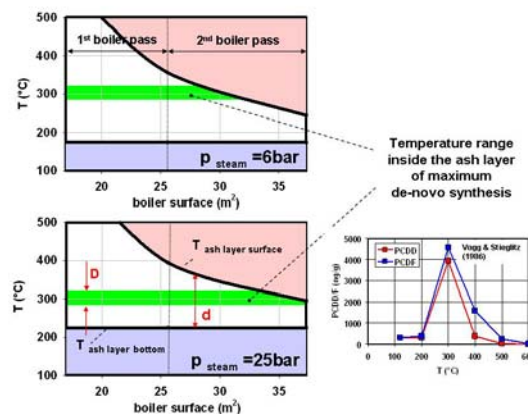 500
400
300
200
100
T (°C)
1st boiler pass
2nd boiler pass
p steam =6bar
20
25
30
35
boiler surface (m²)
Temperature range
inside the ash layer
of maximum
de-novo synthesis
500
400
300
200
100
T (°C)
T ash layer surface
D
d
T ash layer bottom
p steam =25bar
20
25
30
35
boiler surface (m²)
PCDD
PCDF
Vogg & Stieglitz
(1986)
5000
4000
3000
2000
1000
0
PCDD/F (ng/g)
0
100
200
300
400
500
600
T (°C)